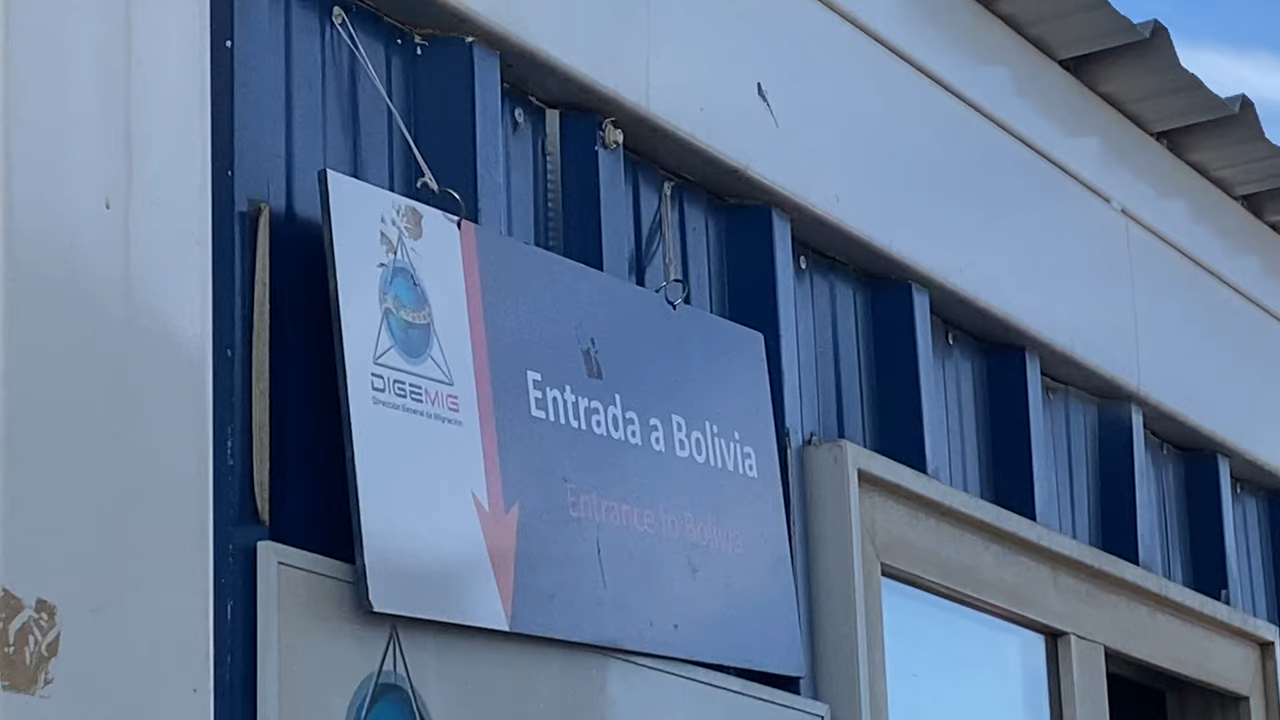 DIGEMIG
Dirección General de Migración
Entrada a Bolivia
Entrance to Bolivia